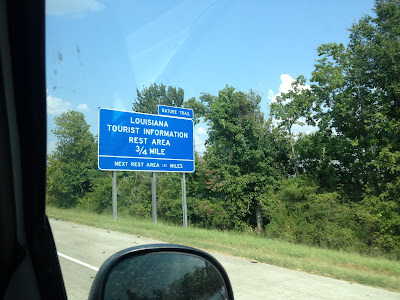 NATURE TRAIL
LOUISIANA
TOURIST INFORMATION
REST AREA
3/4 MILE
NEXT REST AREA MILES